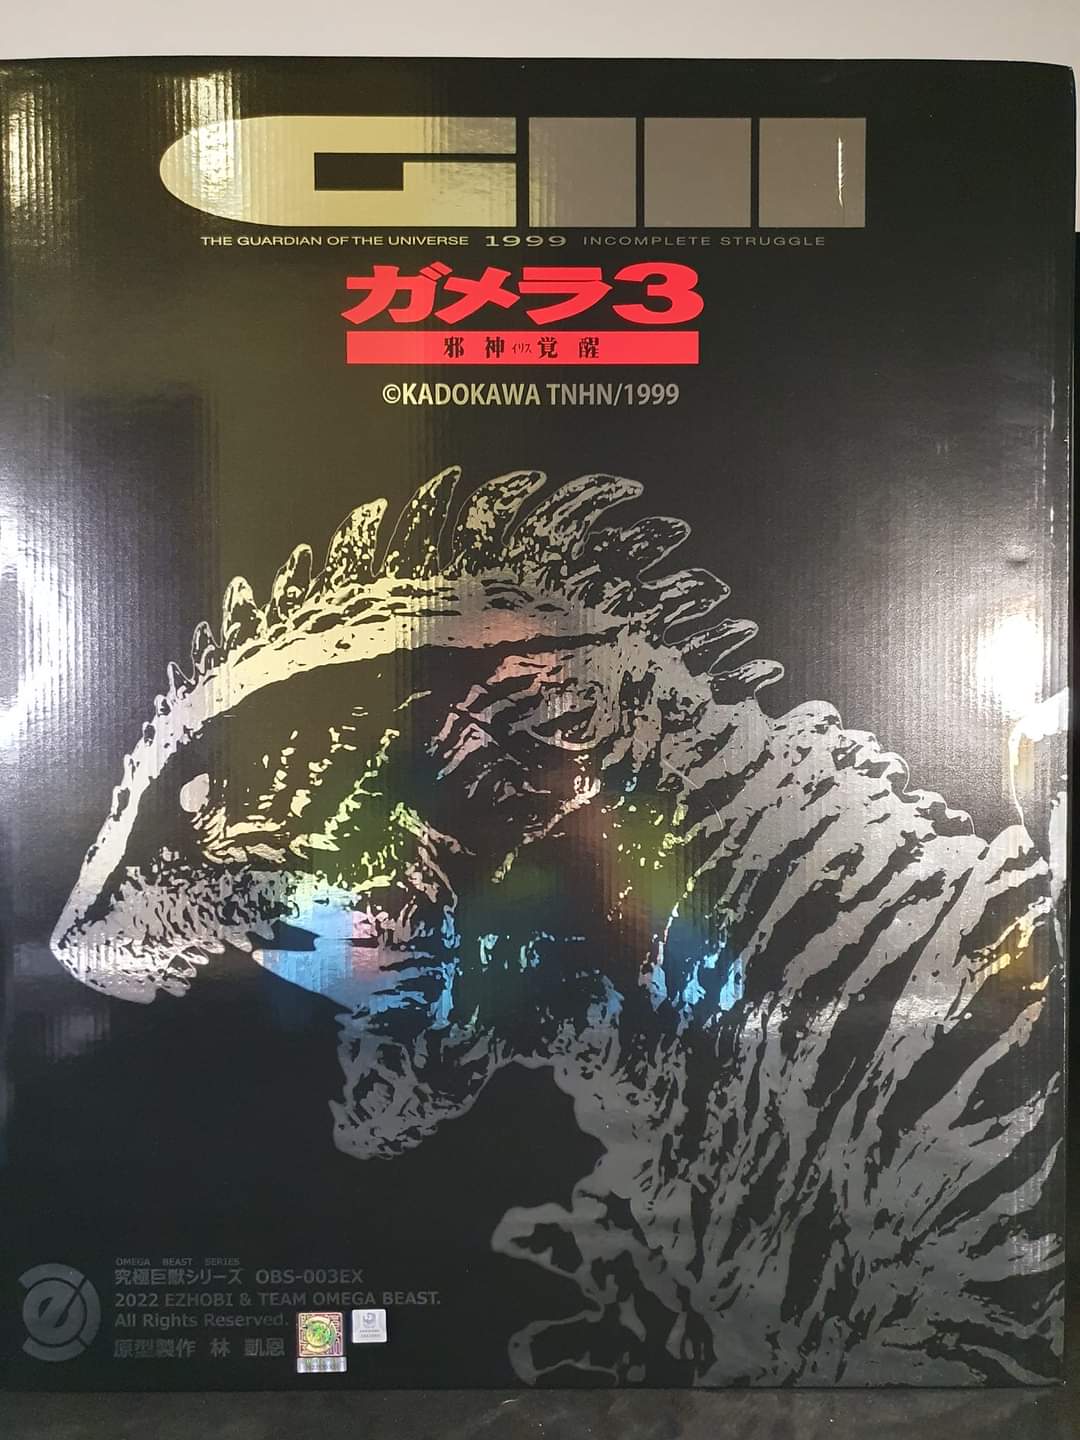 GIII
THE GUARDIAN OF THE UNIVERSE 1999 INCOMPLETE STRUGGLE
ガメラ3
邪神イリス覚醒
©KADOKAWA TNHN/1999
OMEGA BEAST SERIES
究極巨獣シリーズ OBS-003EX
2022 EZHOBI & TEAM OMEGA BEAST.
All Rights Reserved.
原型製作 林 凱恩